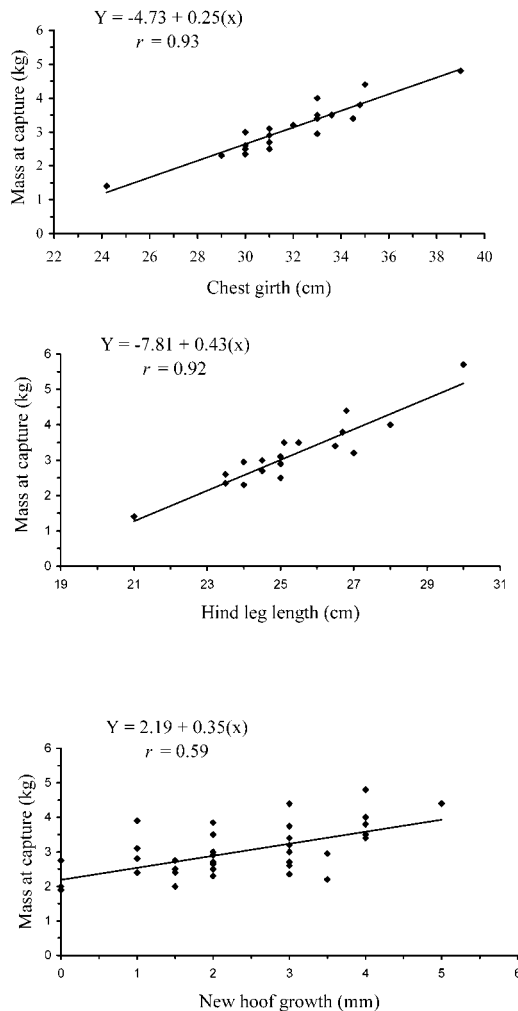 Y = -4.73 + 0.25(x)
r = 0.93
Mass at capture (kg)
6
5
4
3
2
1
0
22 24 26 28 30 32 34 36 38 40
Chest girth (cm)
Y = -7.81 + 0.43(x)
r = 0.92
Mass at capture (kg)
6
5
4
3
2
1
0
19 21 23 25 27 29 31
Hind leg length (cm)
Y = 2.19 + 0.35(x)
r = 0.59
Mass at capture (kg)
6
5
4
3
2
1
0
0 1 2 3 4 5 6
New hoof growth (mm)